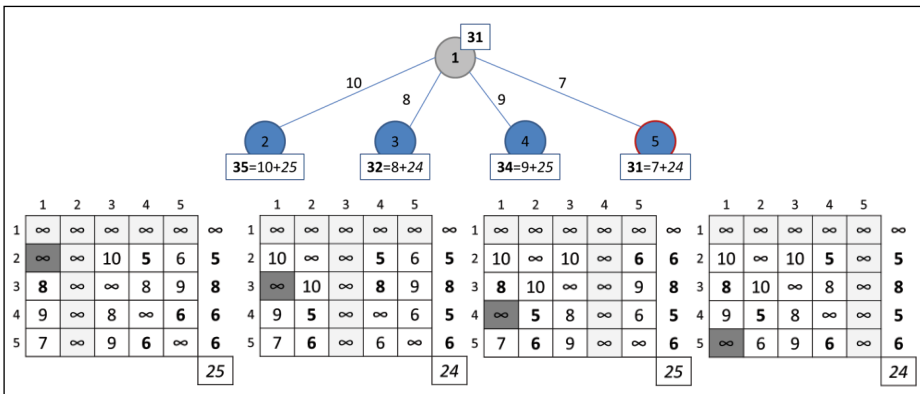 31
1
10
8
9
7
2
3
4
5
35=10+25
32=8+24
34=9+25
31=7+24
1 2 3 4 5
1 ∞ ∞ ∞ ∞ ∞ ∞
2 ∞ ∞ 10 5 6 5
3 8 ∞ ∞ 8 9 8
4 9 ∞ 8 ∞ 6 6
5 7 ∞ 9 6 ∞ 6
25
1 2 3 4 5
1 ∞ ∞ ∞ ∞ ∞ ∞
2 10 ∞ ∞ 5 6 5
3 ∞ 10 ∞ 8 9 8
4 9 5 ∞ ∞ 6 5
5 7 6 ∞ 6 ∞ 6
24
1 2 3 4 5
1 ∞ ∞ ∞ ∞ ∞ ∞
2 10 ∞ 10 ∞ 6 6
3 8 10 ∞ ∞ 9 8
4 ∞ 5 8 ∞ 6 5
5 7 6 9 ∞ ∞ 6
25
1 2 3 4 5
1 ∞ ∞ ∞ ∞ ∞ ∞
2 10 ∞ 10 5 ∞ 5
3 8 10 ∞ 8 ∞ 8
4 9 5 8 ∞ ∞ 5
5 ∞ 6 9 6 ∞ 6
24